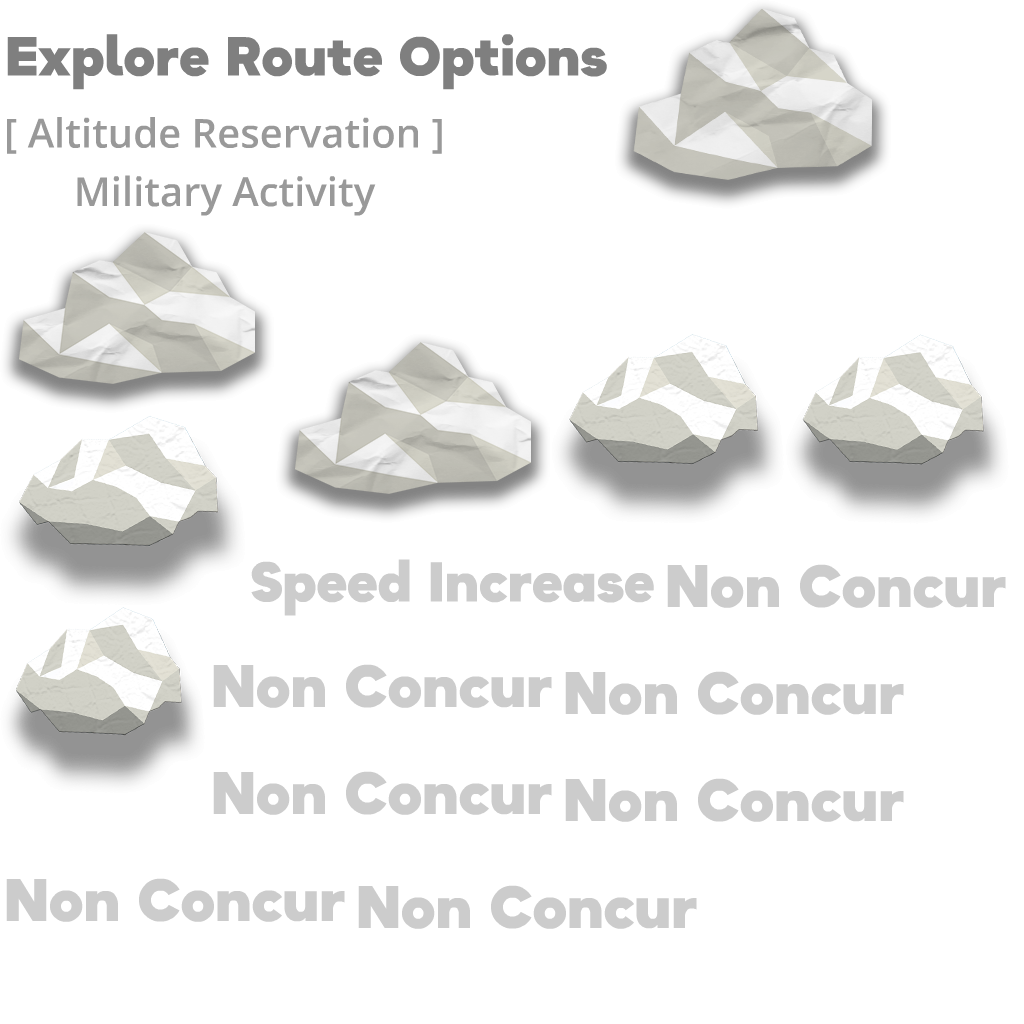 Explore Route Options
[ Altitude Reservation ]
Military Activity
Speed Increase Non Concur
Non Concur Non Concur
Non Concur Non Concur
Non Concur Non Concur